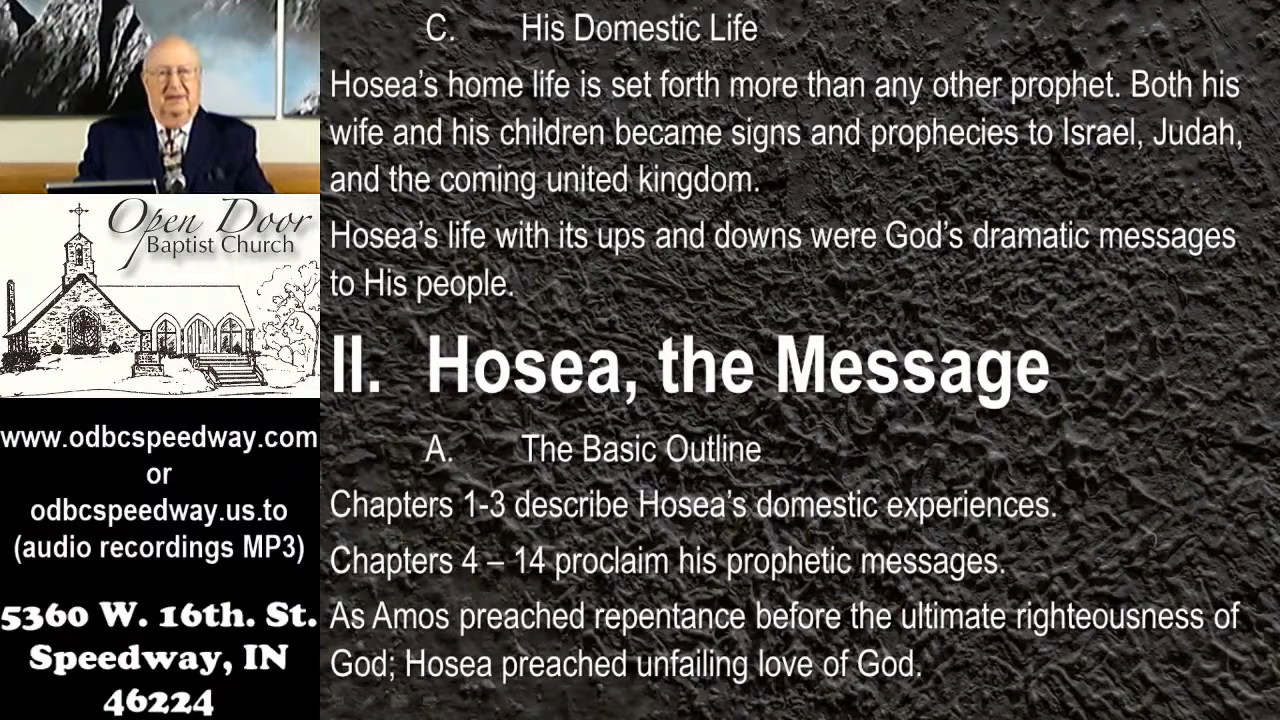 Open Door
Baptist Church
www.odbcspeedway.com
or
odbcspeedway.us.to
(audio recordings MP3)
5360 W. 16th. St.
Speedway, IN
46224
C. His Domestic Life
Hosea’s home life is set forth more than any other prophet. Both his
wife and his children became signs and prophecies to Israel, Judah,
and the coming united kingdom.
Hosea’s life with its ups and downs were God’s dramatic messages
to His people.
II. Hosea, the Message
A. The Basic Outline
Chapters 1-3 describe Hosea’s domestic experiences.
Chapters 4 – 14 proclaim his prophetic messages.
As Amos preached repentance before the ultimate righteousness of
God; Hosea preached unfailing love of God.